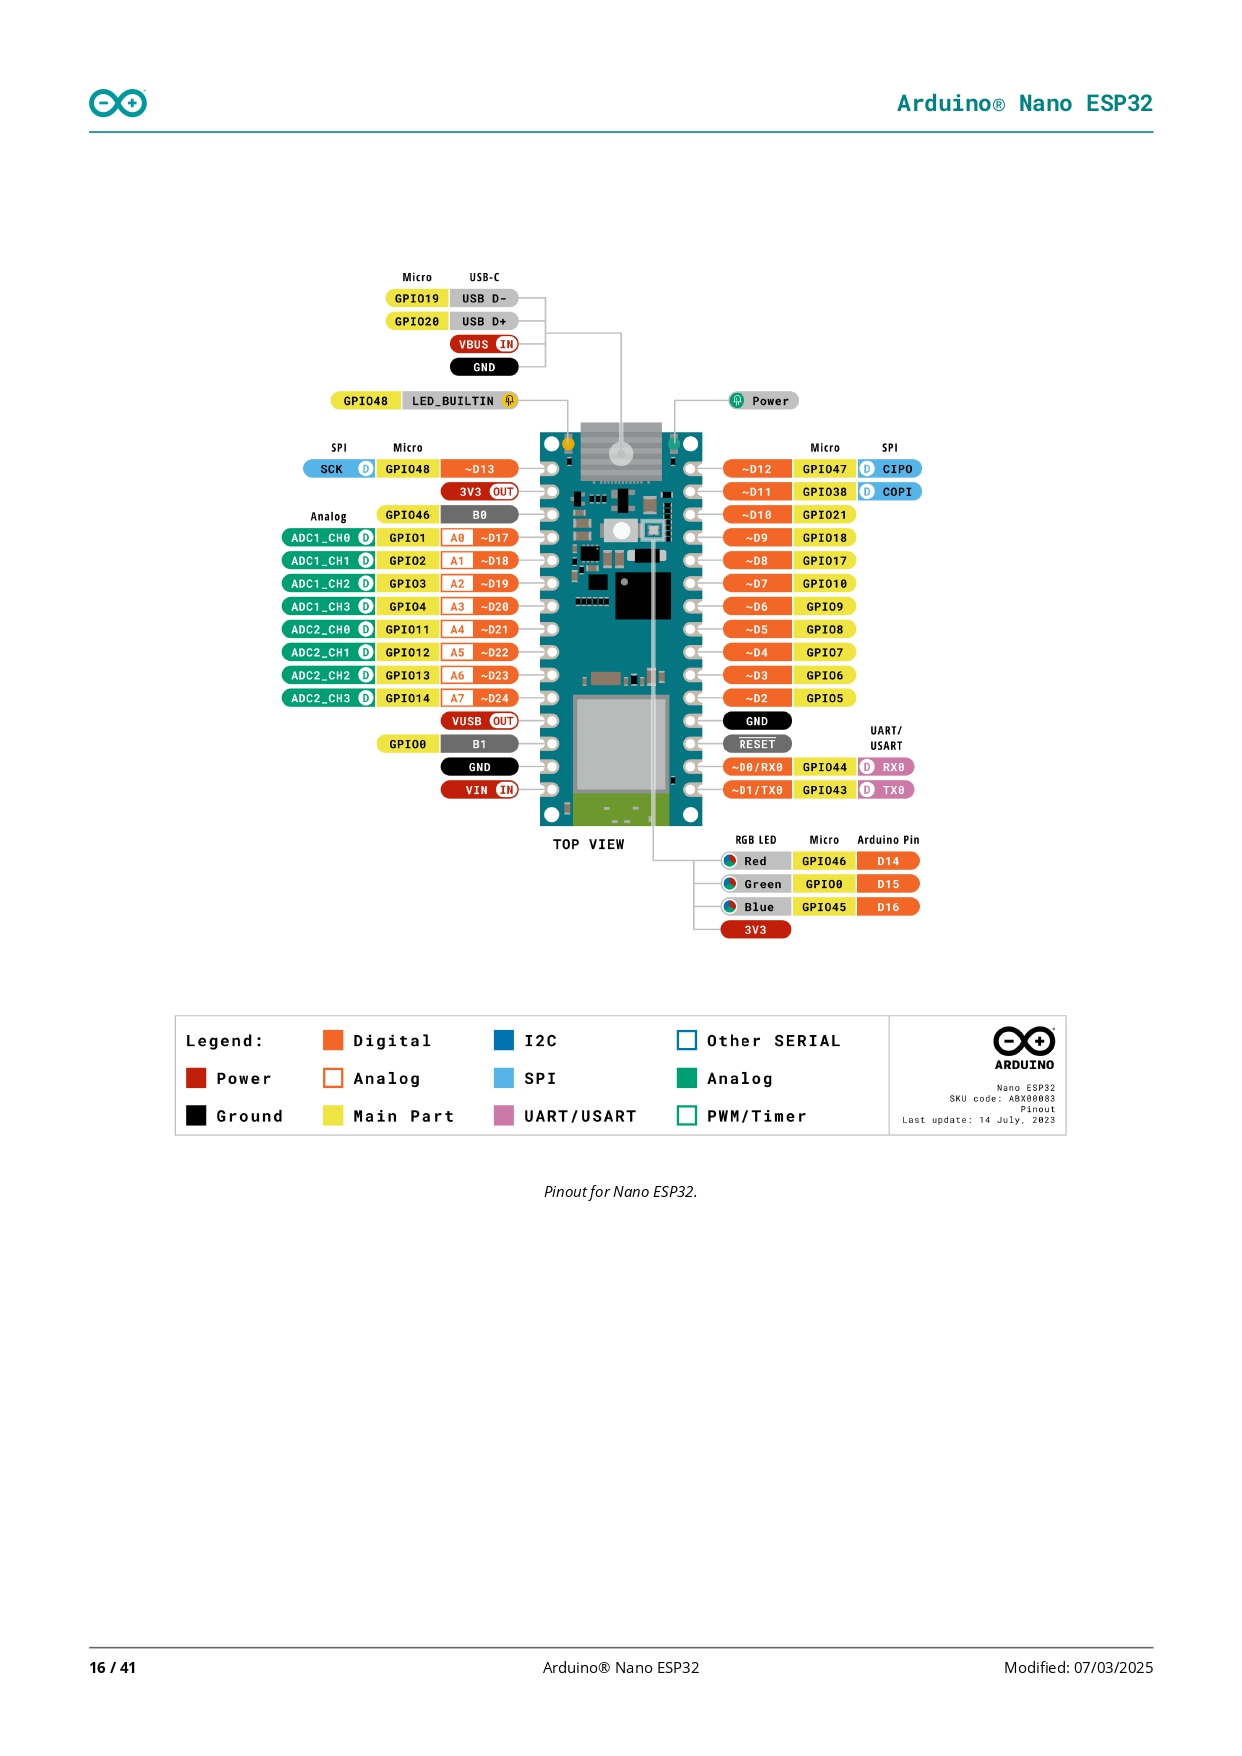 Arduino® Nano ESP32
Micro USB-C
GPIO19 USB D-
GPIO20 USB D+
VBUS IN
GND
GPIO48 LED_BUILTIN
Power
SPI Micro
SCK D GPIO48 ~D13
3V3 OUT
Analog GPIO46 B0
ADC1_CH0 D GPIO1 A0 ~D17
ADC1_CH1 D GPIO2 A1 ~D18
ADC1_CH2 D GPIO3 A2 ~D19
ADC1_CH3 D GPIO4 A3 ~D20
ADC2_CH0 D GPIO11 A4 ~D21
ADC2_CH1 D GPIO12 A5 ~D22
ADC2_CH2 D GPIO13 A6 ~D23
ADC2_CH3 D GPIO14 A7 ~D24
VUSB OUT
GPIO0 B1
GND
VIN IN
Micro SPI
~D12 GPIO47 D CIPO
~D11 GPIO38 D COPI
~D10 GPIO21
~D9 GPIO18
~D8 GPIO17
~D7 GPIO10
~D6 GPIO9
~D5 GPIO8
~D4 GPIO7
~D3 GPIO6
~D2 GPIO5
GND
UART/
USART
RESET
~D0/RX0 GPIO44 D RX0
~D1/TX0 GPIO43 D TX0
TOP VIEW
RGB LED Micro Arduino Pin
Red GPIO46 D14
Green GPIO0 D15
Blue GPIO45 D16
3V3
Legend: Digital I2C Other SERIAL
Power Analog SPI Analog
Ground Main Part UART/USART PWM/Timer
ARDUINO
Nano ESP32
SKU code: ABX00083
Pinout
Last update: 14 July, 2023
Pinout for Nano ESP32.
16 / 41 Arduino® Nano ESP32 Modified: 07/03/2025